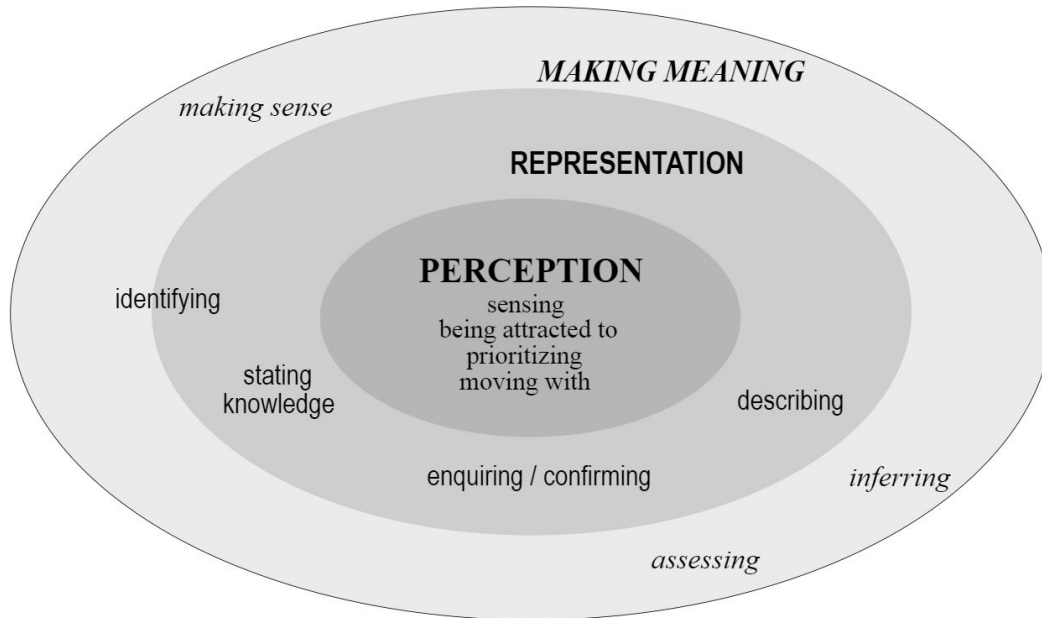 MAKING MEANING
making sense
REPRESENTATION
PERCEPTION
sensing
being attracted to
prioritizing
moving with
identifying
stating
knowledge
describing
enquiring / confirming
inferring
assessing